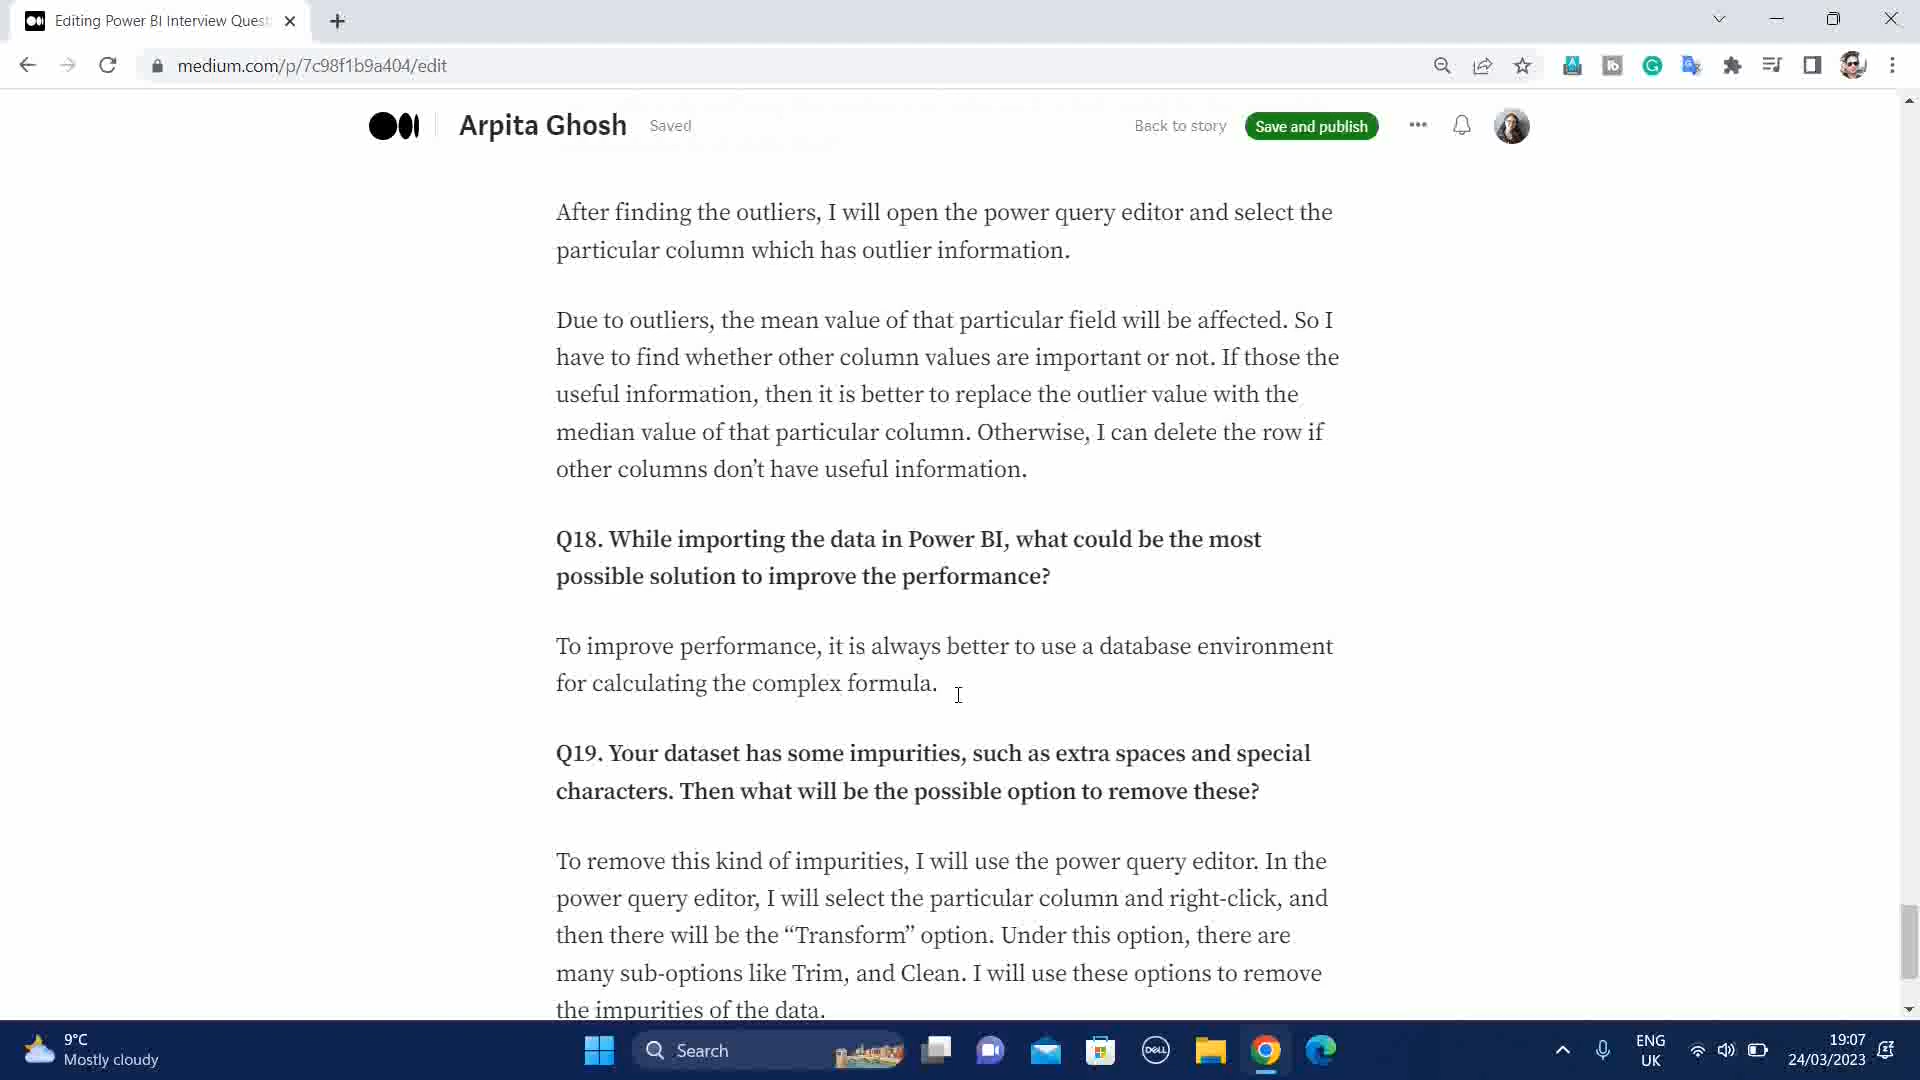 Editing Power BI Interview Quest
medium.com/p/7c98f1b9a404/edit
Arpita Ghosh
Saved
Back to story
Save and publish
After finding the outliers, I will open the power query editor and select the
particular column which has outlier information.
Due to outliers, the mean value of that particular field will be affected. So I
have to find whether other column values are important or not. If those the
useful information, then it is better to replace the outlier value with the
median value of that particular column. Otherwise, I can delete the row if
other columns don’t have useful information.
Q18. While importing the data in Power BI, what could be the most
possible solution to improve the performance?
To improve performance, it is always better to use a database environment
for calculating the complex formula.
Q19. Your dataset has some impurities, such as extra spaces and special
characters. Then what will be the possible option to remove these?
To remove this kind of impurities, I will use the power query editor. In the
power query editor, I will select the particular column and right-click, and
then there will be the “Transform” option. Under this option, there are
many sub-options like Trim, and Clean. I will use these options to remove
the impurities of the data.
9°C
Mostly cloudy
Search
DELL
ENG
UK
19:07
24/03/2023